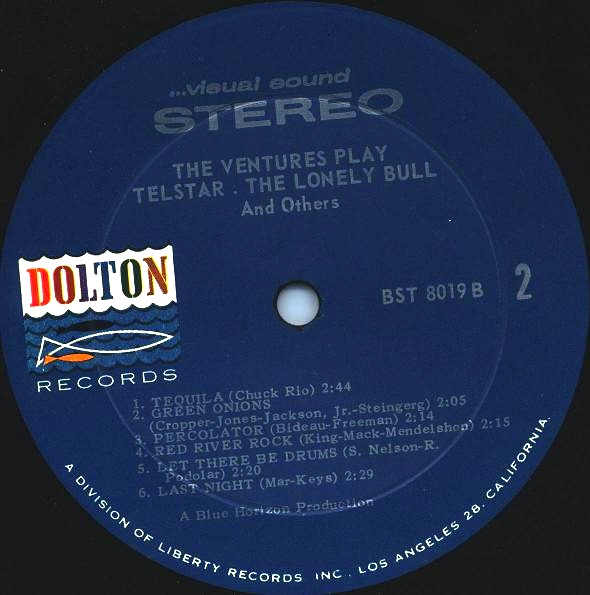 ...visual sound
STEREO
THE VENTURES PLAY
TELSTAR . THE LONELY BULL
And Others
DOLTON
RECORDS
BST 8019 B
2
1. TEQUILA (Chuck Rio) 2:44
2. GREEN ONIONS
(Cropper-Jones-Jackson, Jr.-Steingerg) 2:05
3. PERCOLATOR (Bideau-Freeman) 2:14
4. RED RIVER ROCK (King-Mack-Mendelshop) 2:15
5. LET THERE BE DRUMS (S. Nelson-R.
Podolar) 2:20
6. LAST NIGHT (Mar-Keys) 2:29
A Blue Horizon Production
A DIVISION OF LIBERTY RECORDS INC., LOS ANGELES 28, CALIFORNIA.